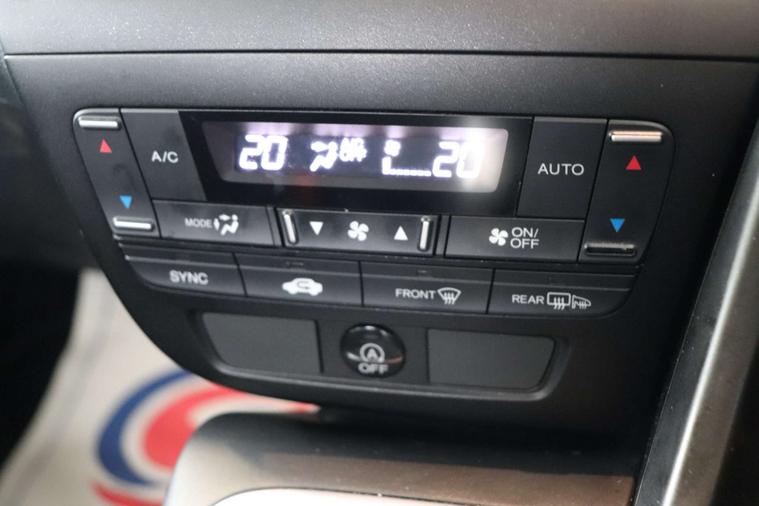 20 20
A/C
AUTO
MODE
ON/
OFF
SYNC
FRONT
REAR
A
OFF